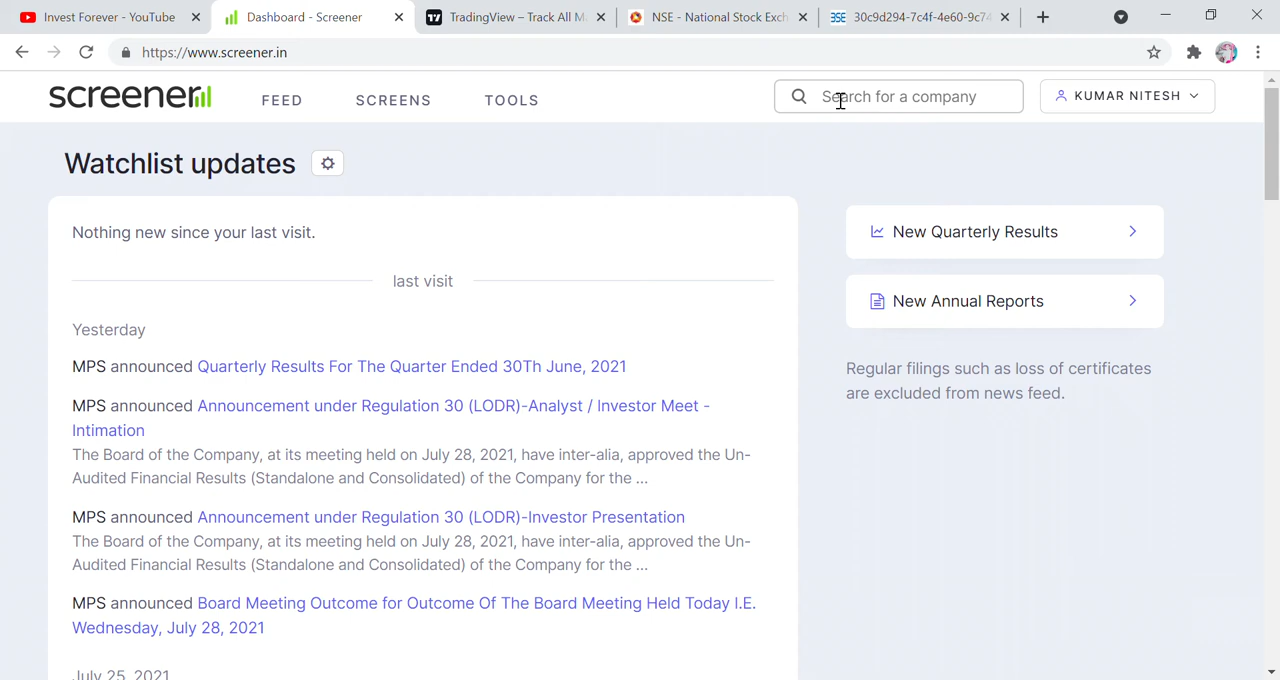 Invest Forever - YouTube
Dashboard - Screener
TradingView – Track All M
NSE - National Stock Exch
30c9d294-7c4f-4e60-9c74
https://www.screener.in
screener
FEED
SCREENS
TOOLS
Search for a company
KUMAR NITESH
Watchlist updates
Nothing new since your last visit.
last visit
Yesterday
MPS announced Quarterly Results For The Quarter Ended 30Th June, 2021
MPS announced Announcement under Regulation 30 (LODR)-Analyst / Investor Meet -
Intimation
The Board of the Company, at its meeting held on July 28, 2021, have inter-alia, approved the Un-
Audited Financial Results (Standalone and Consolidated) of the Company for the ...
MPS announced Announcement under Regulation 30 (LODR)-Investor Presentation
The Board of the Company, at its meeting held on July 28, 2021, have inter-alia, approved the Un-
Audited Financial Results (Standalone and Consolidated) of the Company for the ...
MPS announced Board Meeting Outcome for Outcome Of The Board Meeting Held Today I.E.
Wednesday, July 28, 2021
July 25, 2021
New Quarterly Results
New Annual Reports
Regular filings such as loss of certificates
are excluded from news feed.